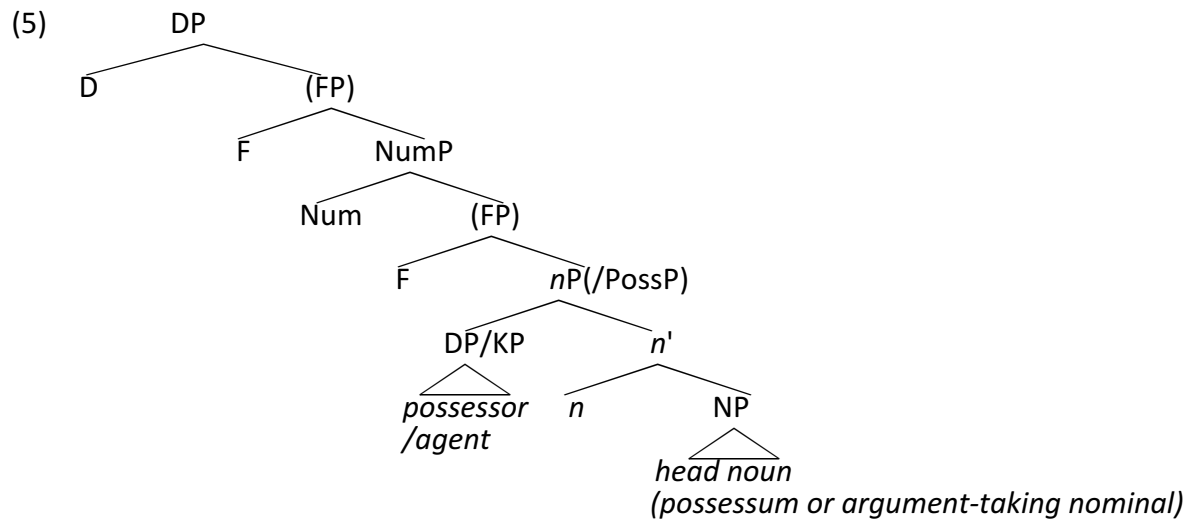 (5) DP
D (FP)
F NumP
Num (FP)
F nP(/PossP)
DP/KP n'
possessor n NP
/agent
head noun
(possessum or argument-taking nominal)